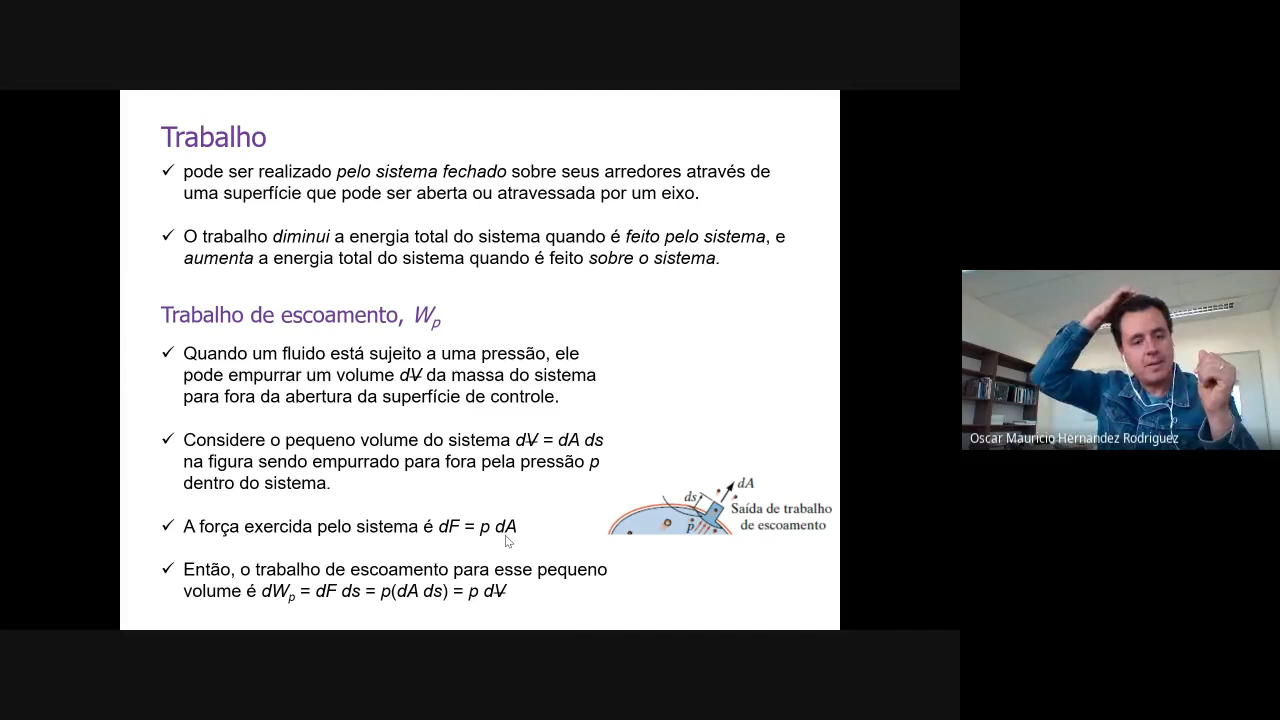 Trabalho
✓ pode ser realizado pelo sistema fechado sobre seus arredores através de
uma superfície que pode ser aberta ou atravessada por um eixo.
✓ O trabalho diminui a energia total do sistema quando é feito pelo sistema, e
aumenta a energia total do sistema quando é feito sobre o sistema.
Trabalho de escoamento, Wp
✓ Quando um fluido está sujeito a uma pressão, ele
pode empurrar um volume dV̶ da massa do sistema
para fora da abertura da superfície de controle.
✓ Considere o pequeno volume do sistema dV̶ = dA ds
na figura sendo empurrado para fora pela pressão p
dentro do sistema.
✓ A força exercida pelo sistema é dF = p dA
✓ Então, o trabalho de escoamento para esse pequeno
volume é dWp = dF ds = p(dA ds) = p dV̶
dA
ds
p
Saída de trabalho
de escoamento
Oscar Mauricio Hernandez Rodriguez